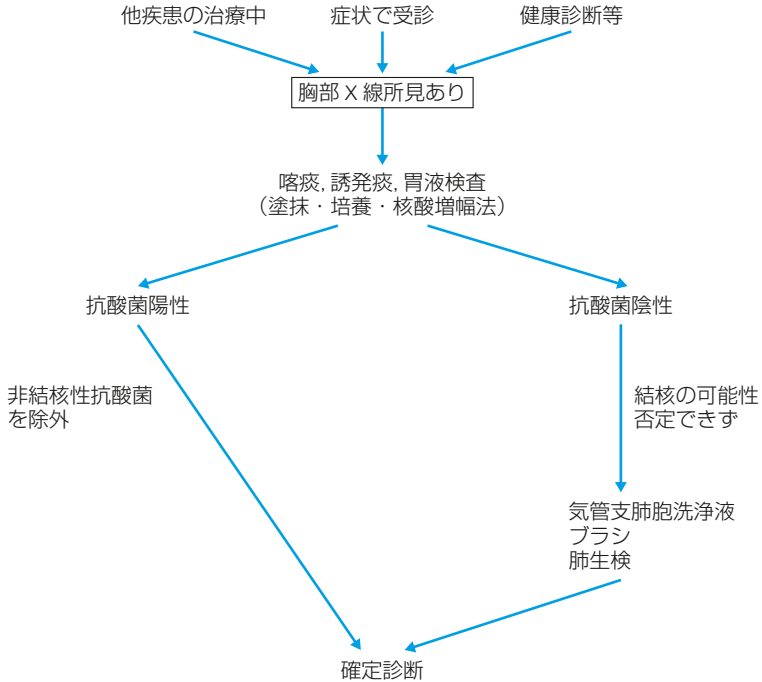 他疾患の治療中
症状で受診
健康診断等
胸部 X 線所見あり
喀痰, 誘発痰, 胃液検査
（塗抹・培養・核酸増幅法）
抗酸菌陽性
抗酸菌陰性
非結核性抗酸菌
を除外
結核の可能性
否定できず
気管支肺胞洗浄液
ブラシ
肺生検
確定診断